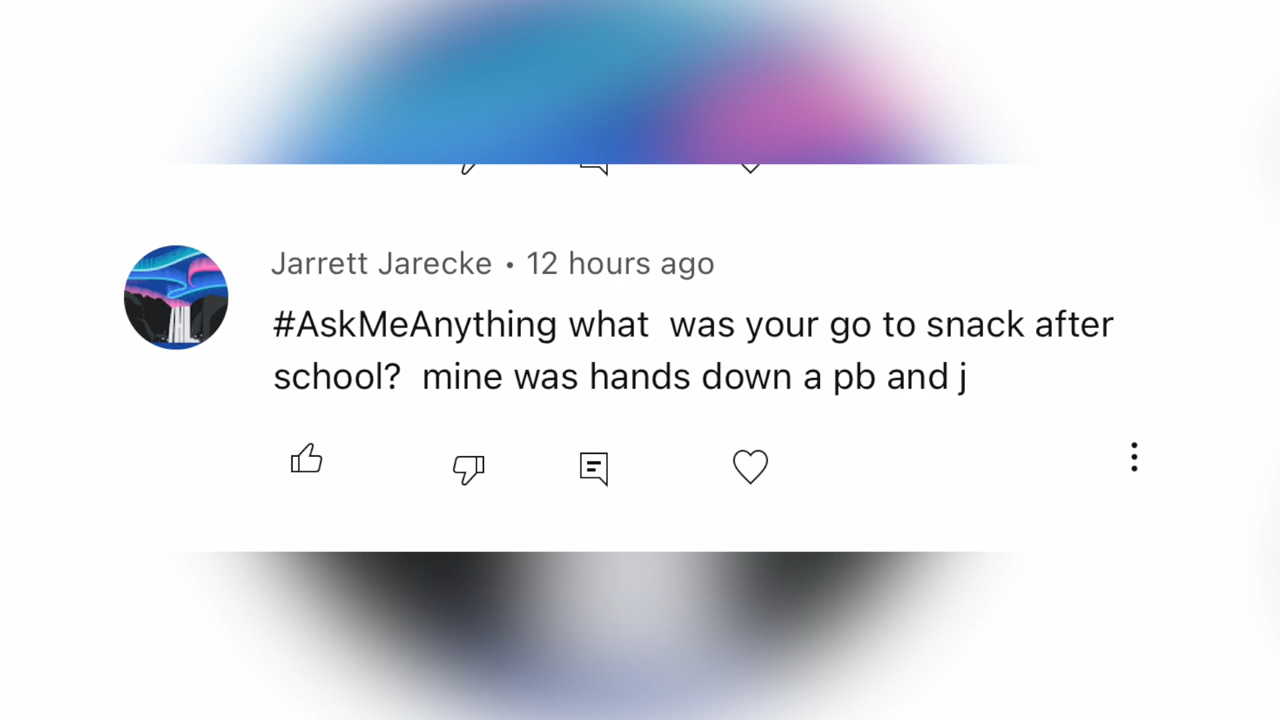 Jarrett Jarecke • 12 hours ago
#AskMeAnything what  was your go to snack after
school?  mine was hands down a pb and j